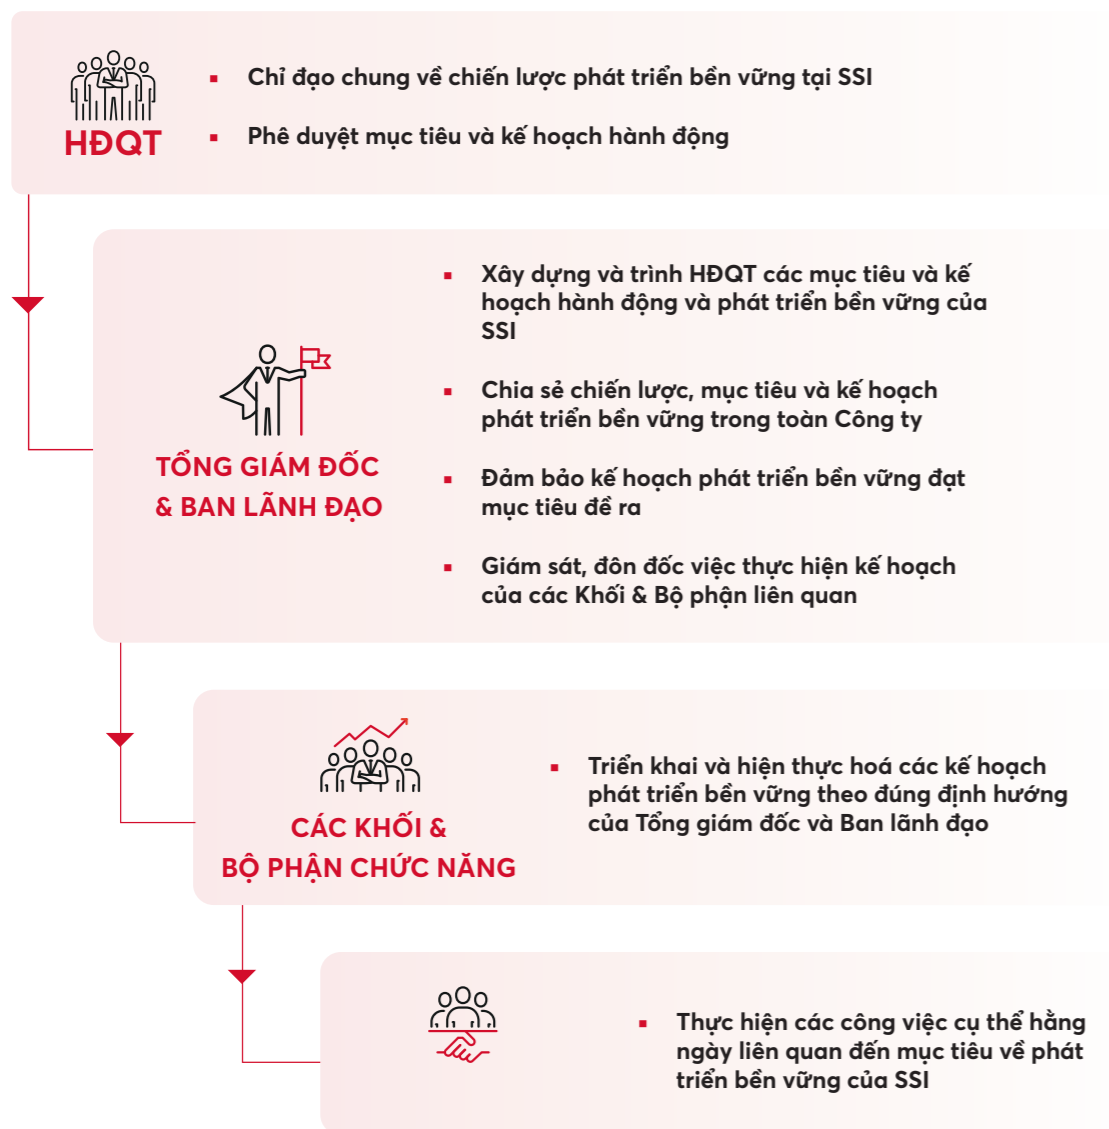 HĐQT
▪ Chỉ đạo chung về chiến lược phát triển bền vững tại SSI
▪ Phê duyệt mục tiêu và kế hoạch hành động
TỔNG GIÁM ĐỐC
& BAN LÃNH ĐẠO
▪ Xây dựng và trình HĐQT các mục tiêu và kế
hoạch hành động và phát triển bền vững của
SSI
▪ Chia sẻ chiến lược, mục tiêu và kế hoạch
phát triển bền vững trong toàn Công ty
▪ Đảm bảo kế hoạch phát triển bền vững đạt
mục tiêu đề ra
▪ Giám sát, đôn đốc việc thực hiện kế hoạch
của các Khối & Bộ phận liên quan
CÁC KHỐI &
BỘ PHẬN CHỨC NĂNG
▪ Triển khai và hiện thực hoá các kế hoạch
phát triển bền vững theo đúng định hướng
của Tổng giám đốc và Ban lãnh đạo
▪ Thực hiện các công việc cụ thể hằng
ngày liên quan đến mục tiêu về phát
triển bền vững của SSI